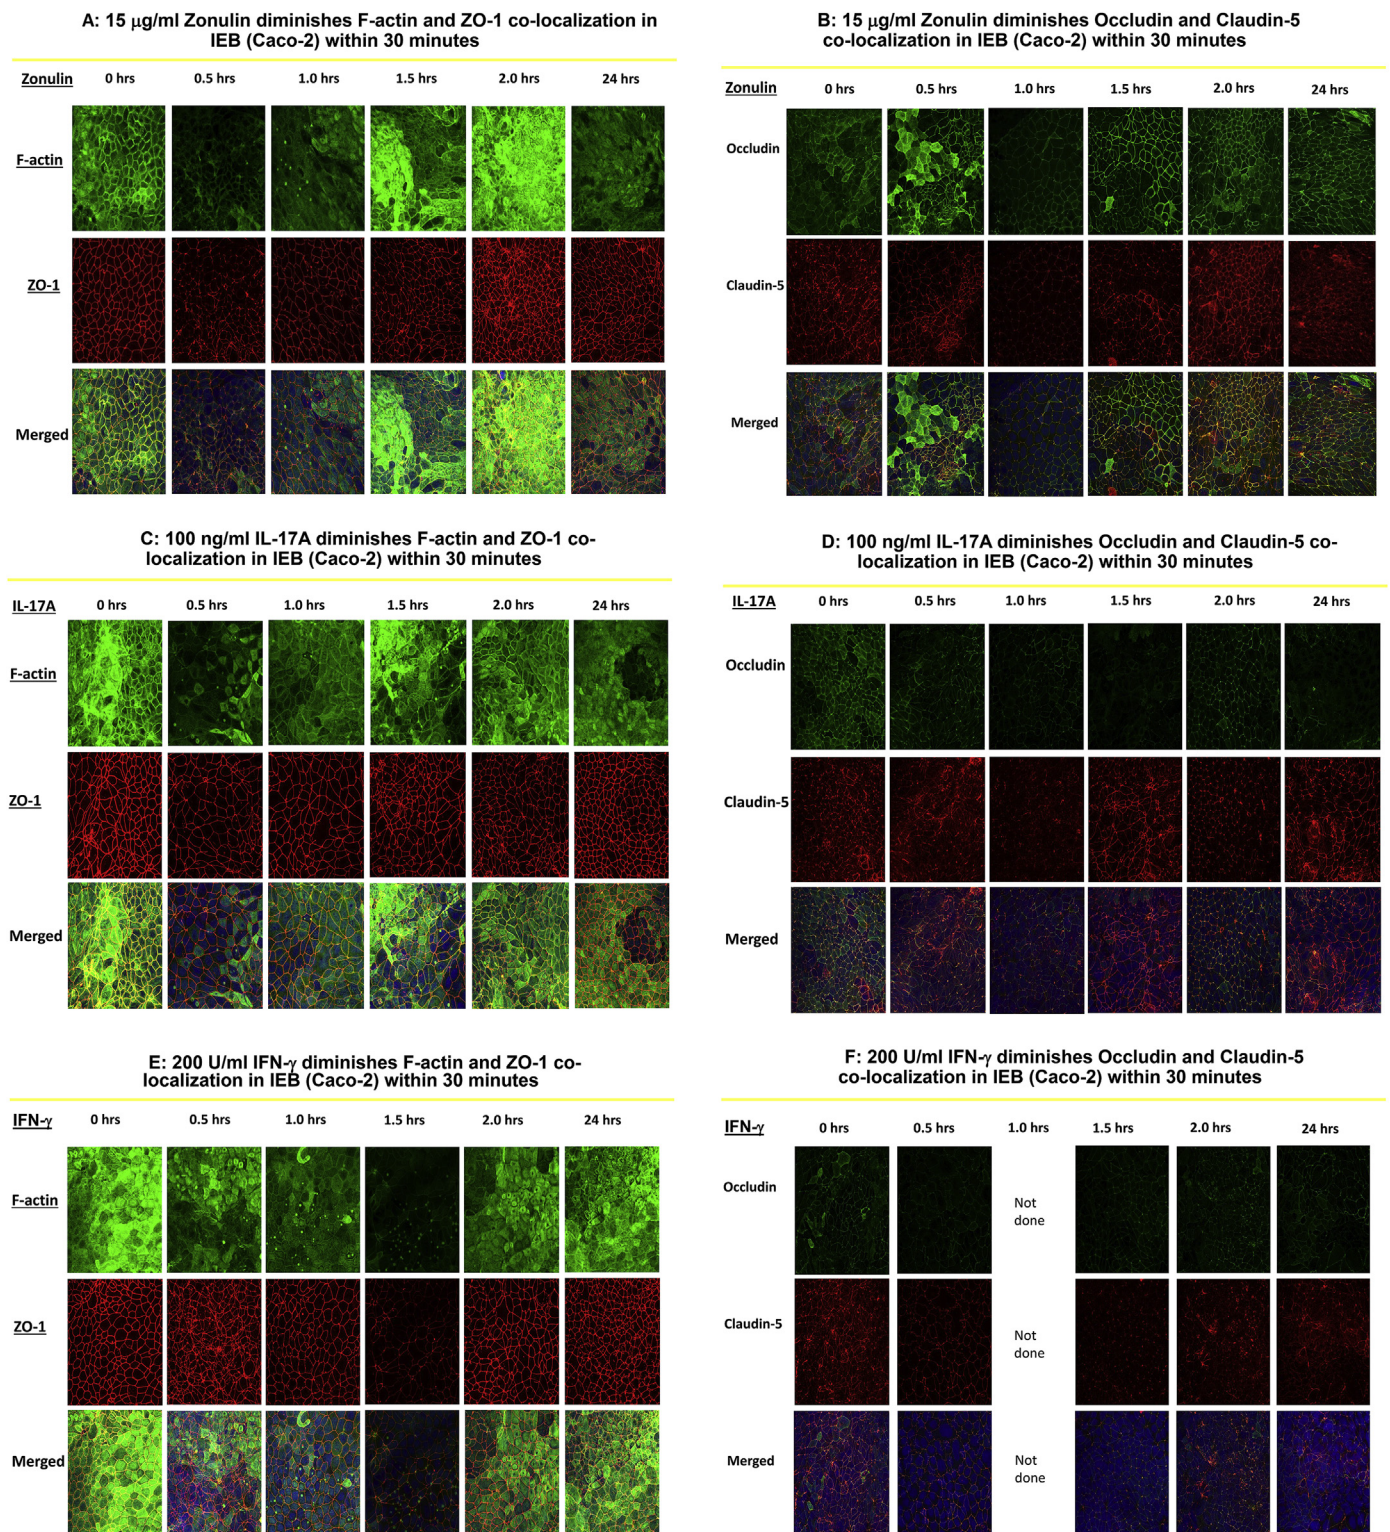 A: 15 μg/ml Zonulin diminishes F-actin and ZO-1 co-localization in
IEB (Caco-2) within 30 minutes
Zonulin 0 hrs 0.5 hrs 1.0 hrs 1.5 hrs 2.0 hrs 24 hrs
F-actin
ZO-1
Merged
B: 15 μg/ml Zonulin diminishes Occludin and Claudin-5
co-localization in IEB (Caco-2) within 30 minutes
Zonulin 0 hrs 0.5 hrs 1.0 hrs 1.5 hrs 2.0 hrs 24 hrs
Occludin
Claudin-5
Merged
C: 100 ng/ml IL-17A diminishes F-actin and ZO-1 co-
localization in IEB (Caco-2) within 30 minutes
IL-17A 0 hrs 0.5 hrs 1.0 hrs 1.5 hrs 2.0 hrs 24 hrs
F-actin
ZO-1
Merged
D: 100 ng/ml IL-17A diminishes Occludin and Claudin-5 co-
localization in IEB (Caco-2) within 30 minutes
IL-17A 0 hrs 0.5 hrs 1.0 hrs 1.5 hrs 2.0 hrs 24 hrs
Occludin
Claudin-5
Merged
E: 200 U/ml IFN-γ diminishes F-actin and ZO-1 co-
localization in IEB (Caco-2) within 30 minutes
IFN-γ 0 hrs 0.5 hrs 1.0 hrs 1.5 hrs 2.0 hrs 24 hrs
F-actin
ZO-1
Merged
F: 200 U/ml IFN-γ diminishes Occludin and Claudin-5
co-localization in IEB (Caco-2) within 30 minutes
IFN-γ 0 hrs 0.5 hrs 1.0 hrs 1.5 hrs 2.0 hrs 24 hrs
Occludin
Not
done
Claudin-5
Not
done
Merged
Not
done